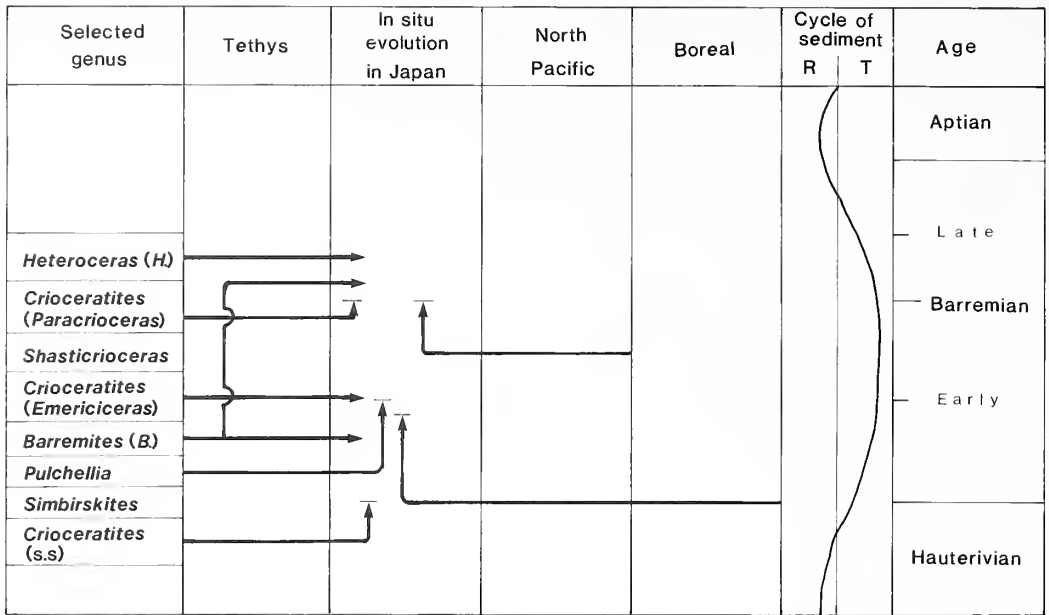 Selected
genus
Tethys
In situ
evolution
in Japan
North
Pacific
Boreal
Cycle of
sediment
R T
Age
Aptian
Late
Heteroceras (H.)
Crioceratites
(Paracrioceras)
Barremian
Shasticrioceras
Crioceratites
(Emericiceras)
Early
Barremites (B.)
Pulchellia
Simbirskites
Crioceratites
(s.s)
Hauterivian